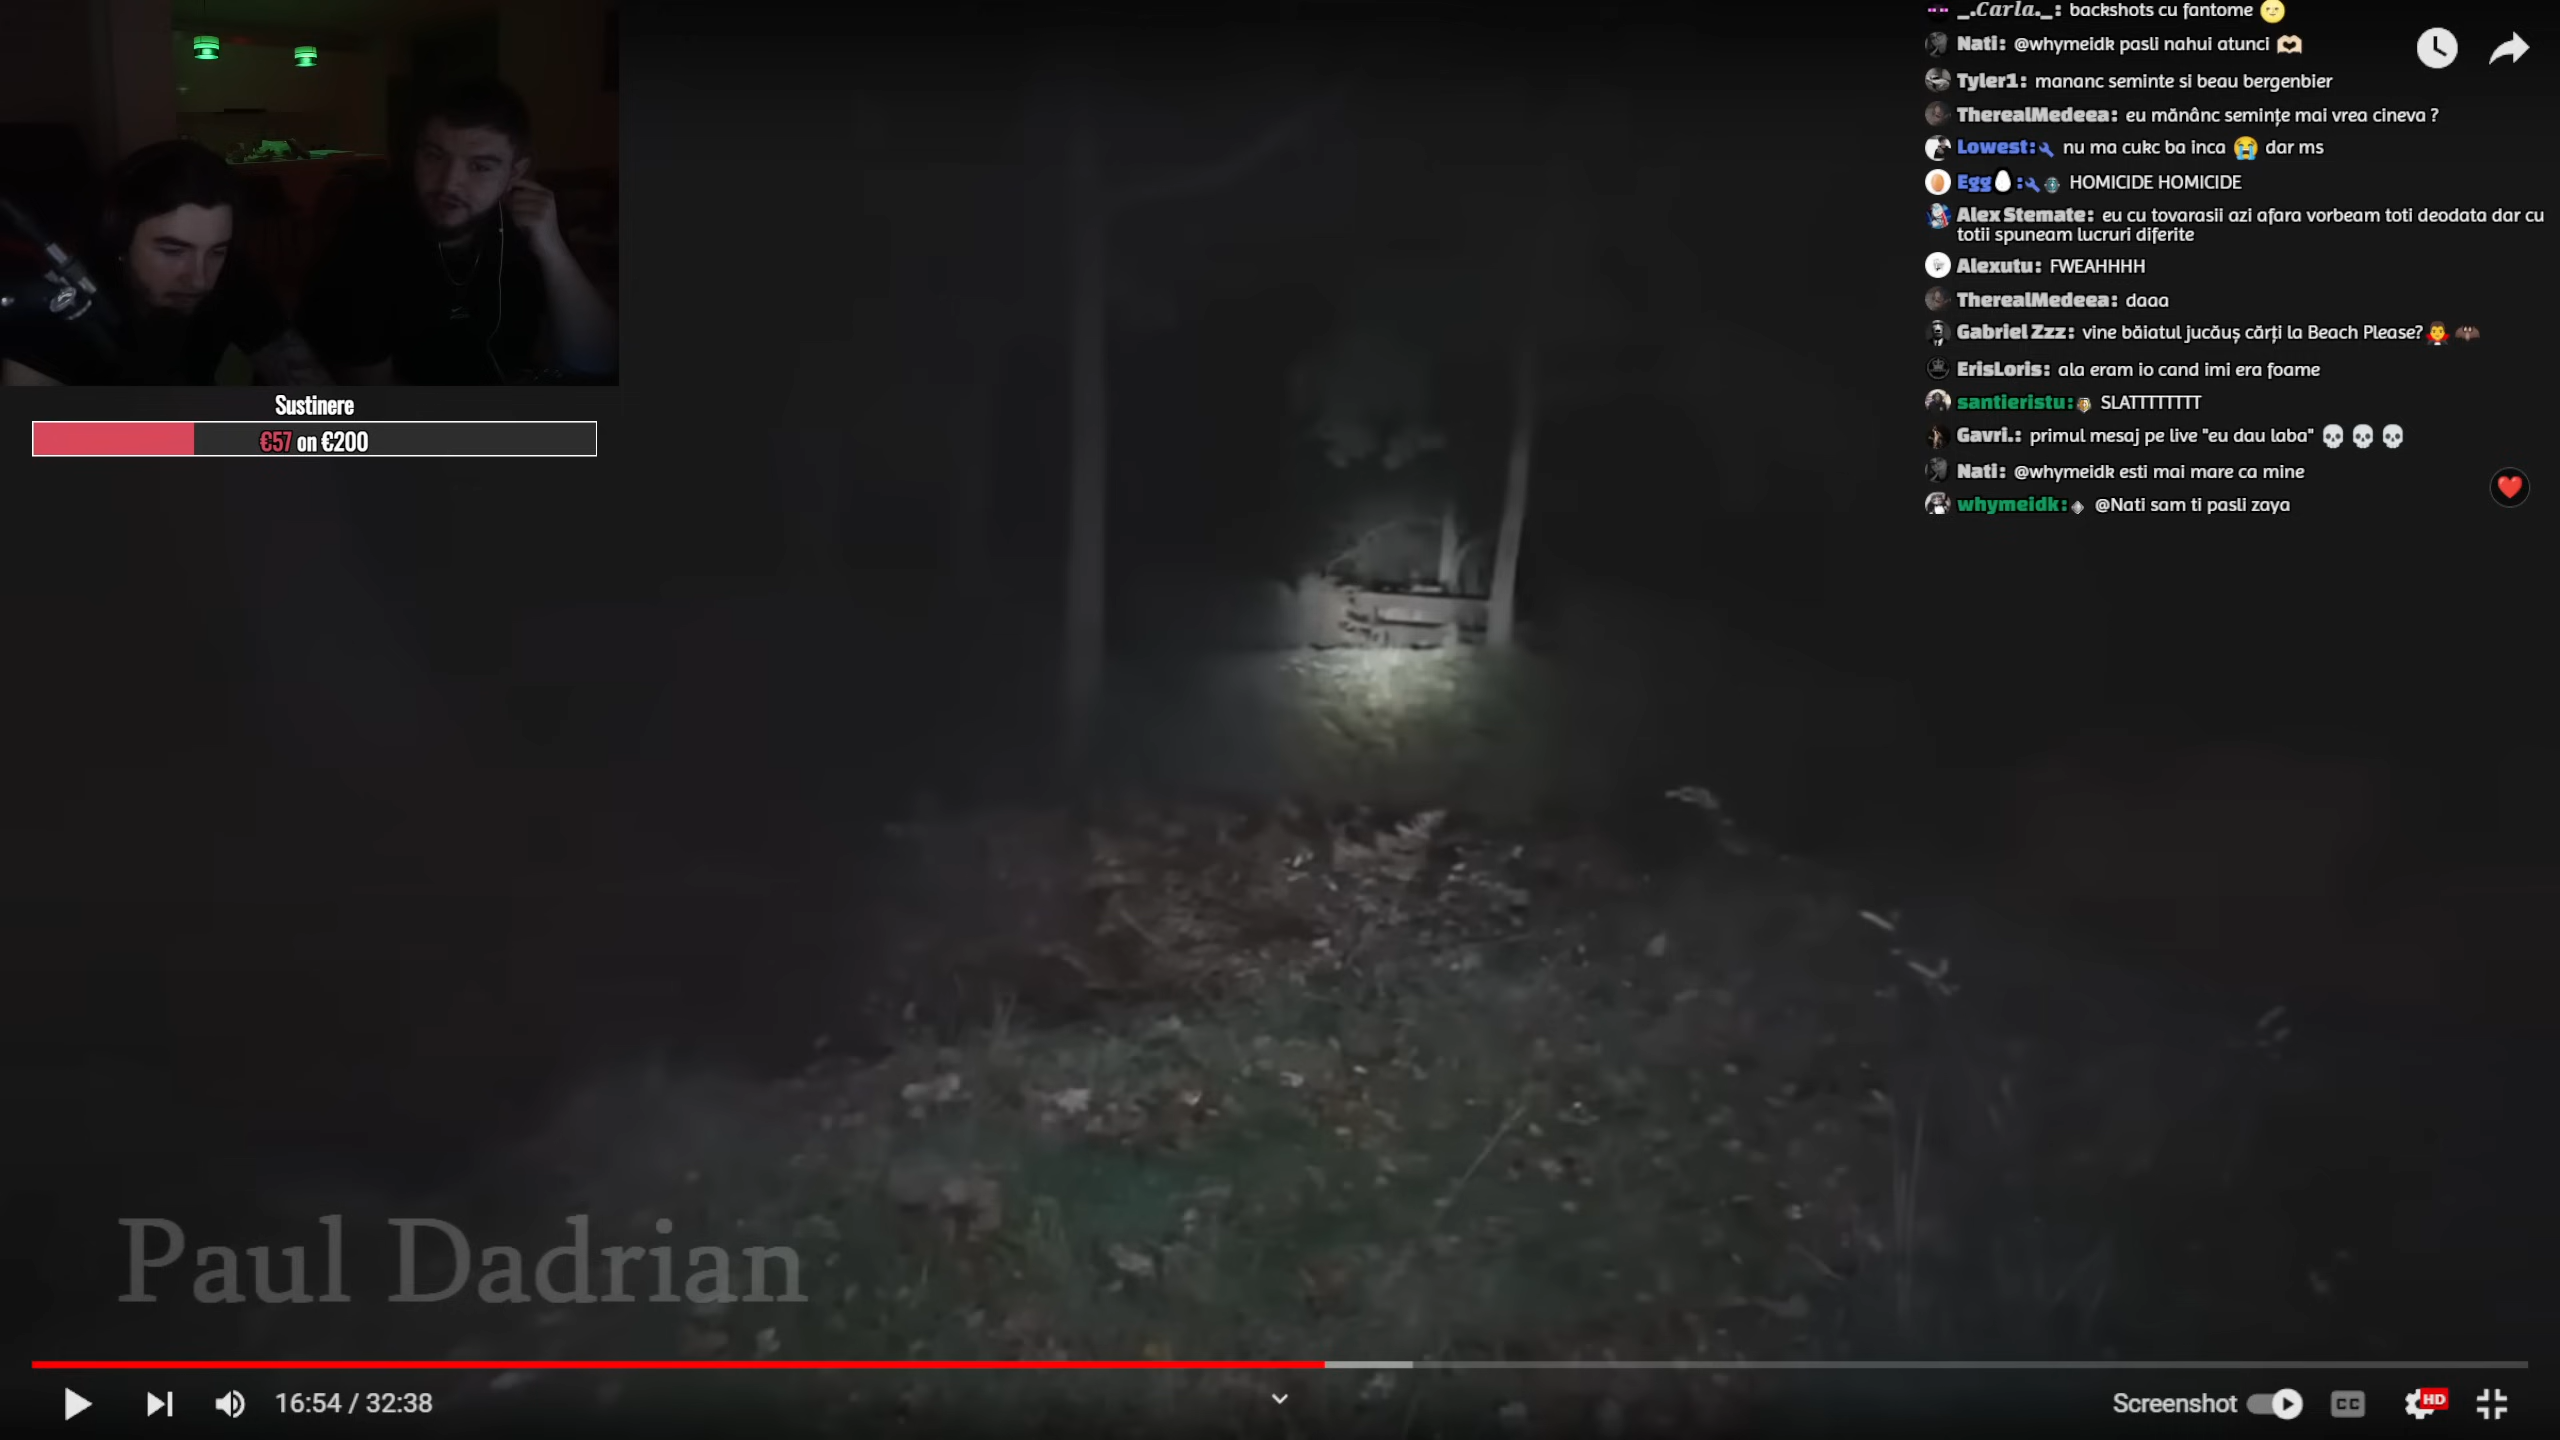 _.Carla._: backshots cu fantome 🌝
Nati: @whymeidk pasli nahui atunci 🫶
Tyler1: mananc seminte si beau bergenbier
TherealMedeea: eu mănânc semințe mai vrea cineva ?
Lowest: nu ma cukc ba inca 😭 dar ms
Egg🥚: HOMICIDE HOMICIDE
Alex Stemate: eu cu tovarasii azi afara vorbeam toti deodata dar cu
totii spuneam lucruri diferite
Alexutu: FWEAHHHH
TherealMedeea: daaa
Gabriel Zzz: vine băiatul jucăuș cărți la Beach Please?🧛‍♂️ 🦇
ErisLoris: ala eram io cand imi era foame
santieristu: SLATTTTTTTT
Gavri.: primul mesaj pe live "eu dau laba" 💀 💀 💀
Nati: @whymeidk esti mai mare ca mine
whymeidk: @Nati sam ti pasli zaya
Sustinere
€57 on €200
Paul Dadrian
16:54 / 32:38
Screenshot
CC
HD